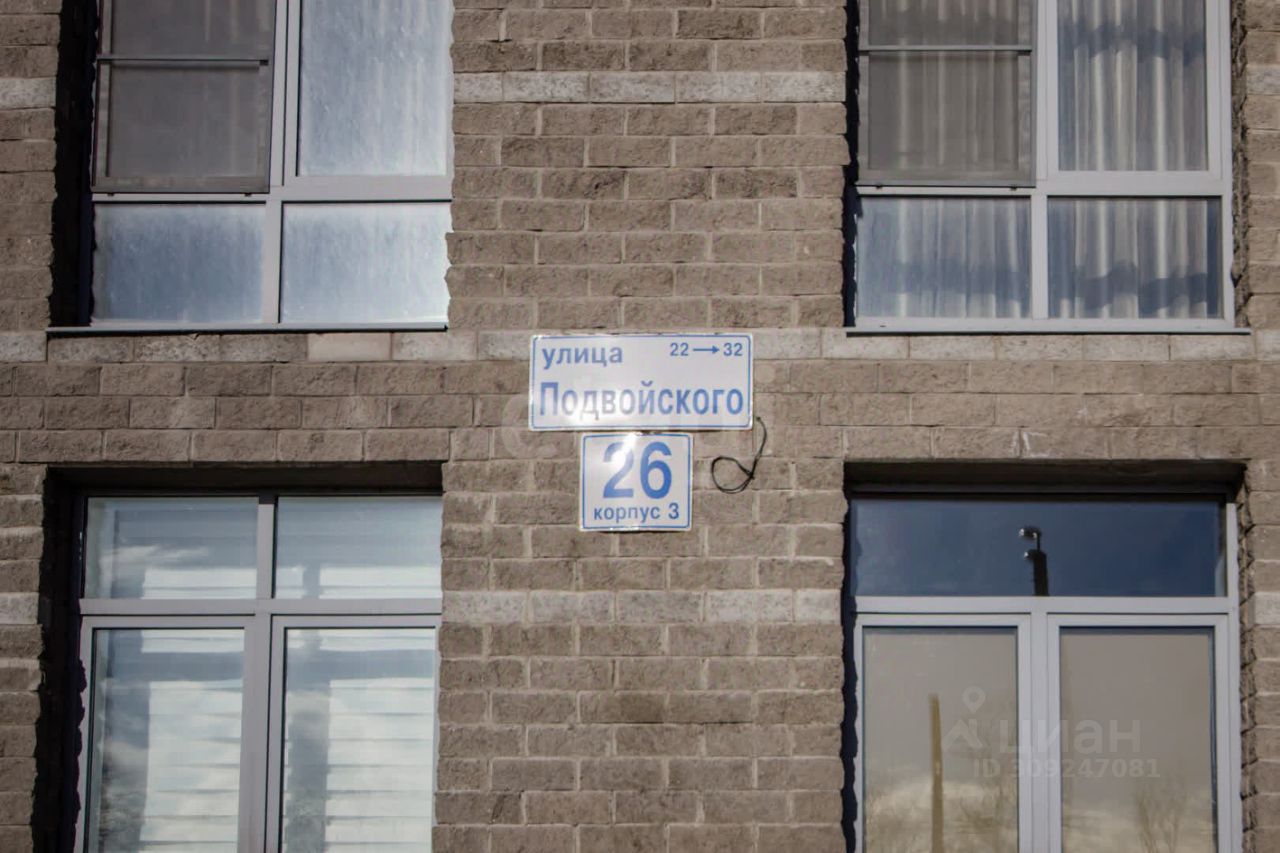 улица 22→32
Подвойского
26
корпус 3
циан
ID 309247081